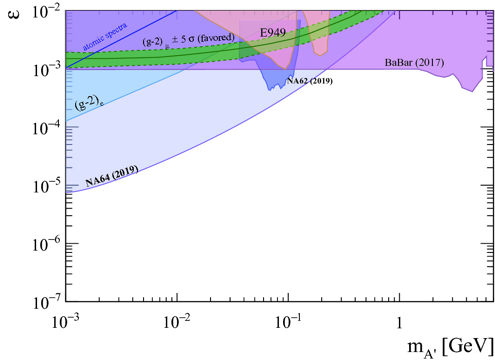 ε
10⁻²
10⁻³
10⁻⁴
10⁻⁵
10⁻⁶
10⁻⁷
atomic spectra
(g-2)μ ± 5 σ (favored)
E949
NA62 (2019)
BaBar (2017)
(g-2)e
NA64 (2019)
10⁻³
10⁻²
10⁻¹
1
m_A' [GeV]